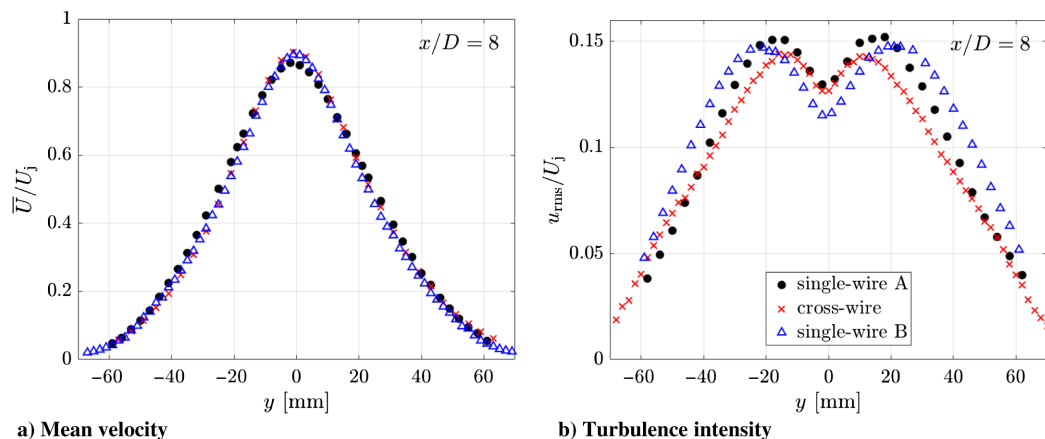 x/D = 8
1
0.8
0.6
0.4
0.2
0
U̅/Uj
−60 −40 −20 0 20 40 60
y [mm]
a) Mean velocity
x/D = 8
0.15
0.1
0.05
0
u_rms/Uj
single-wire A
cross-wire
single-wire B
−60 −40 −20 0 20 40 60
y [mm]
b) Turbulence intensity